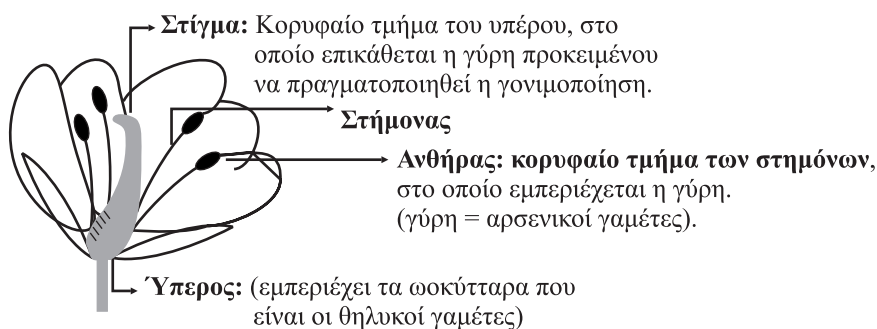 Στίγμα: Κορυφαίο τμήμα του υπέρου, στο
οποίο επικάθεται η γύρη προκειμένου
να πραγματοποιηθεί η γονιμοποίηση.
Στήμονας
Ανθήρας: κορυφαίο τμήμα των στημόνων,
στο οποίο εμπεριέχεται η γύρη.
(γύρη = αρσενικοί γαμέτες).
Ύπερος: (εμπεριέχει τα ωοκύτταρα που
είναι οι θηλυκοί γαμέτες)